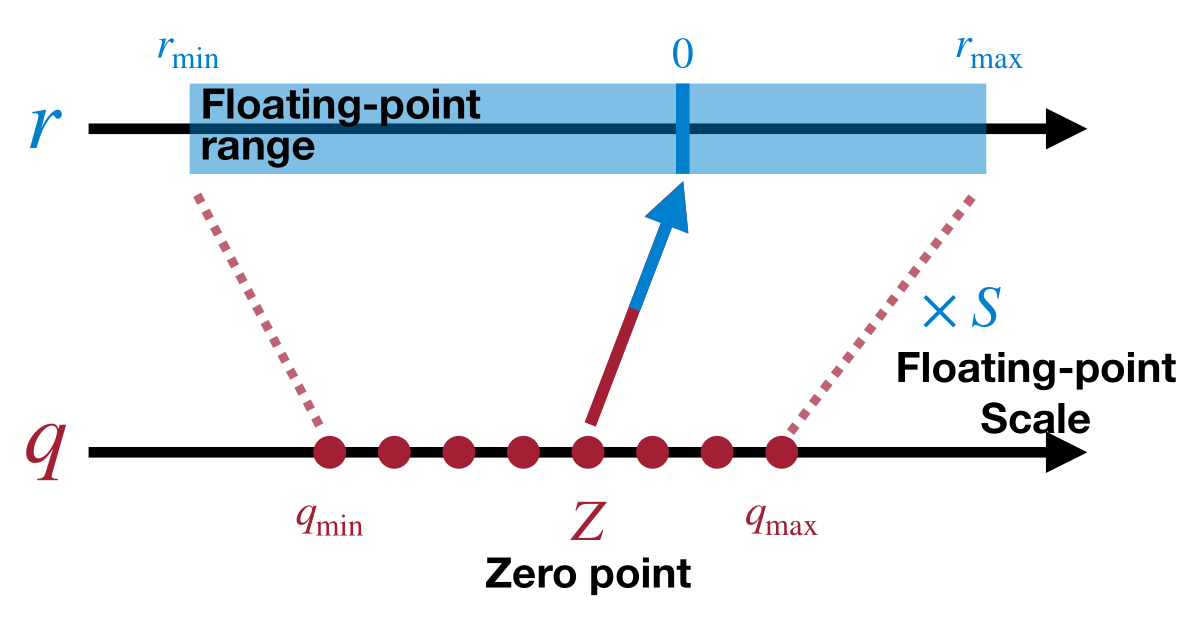 r_min 0 r_max
r
Floating-point
range
× S
Floating-point
Scale
q
q_min Z q_max
Zero point